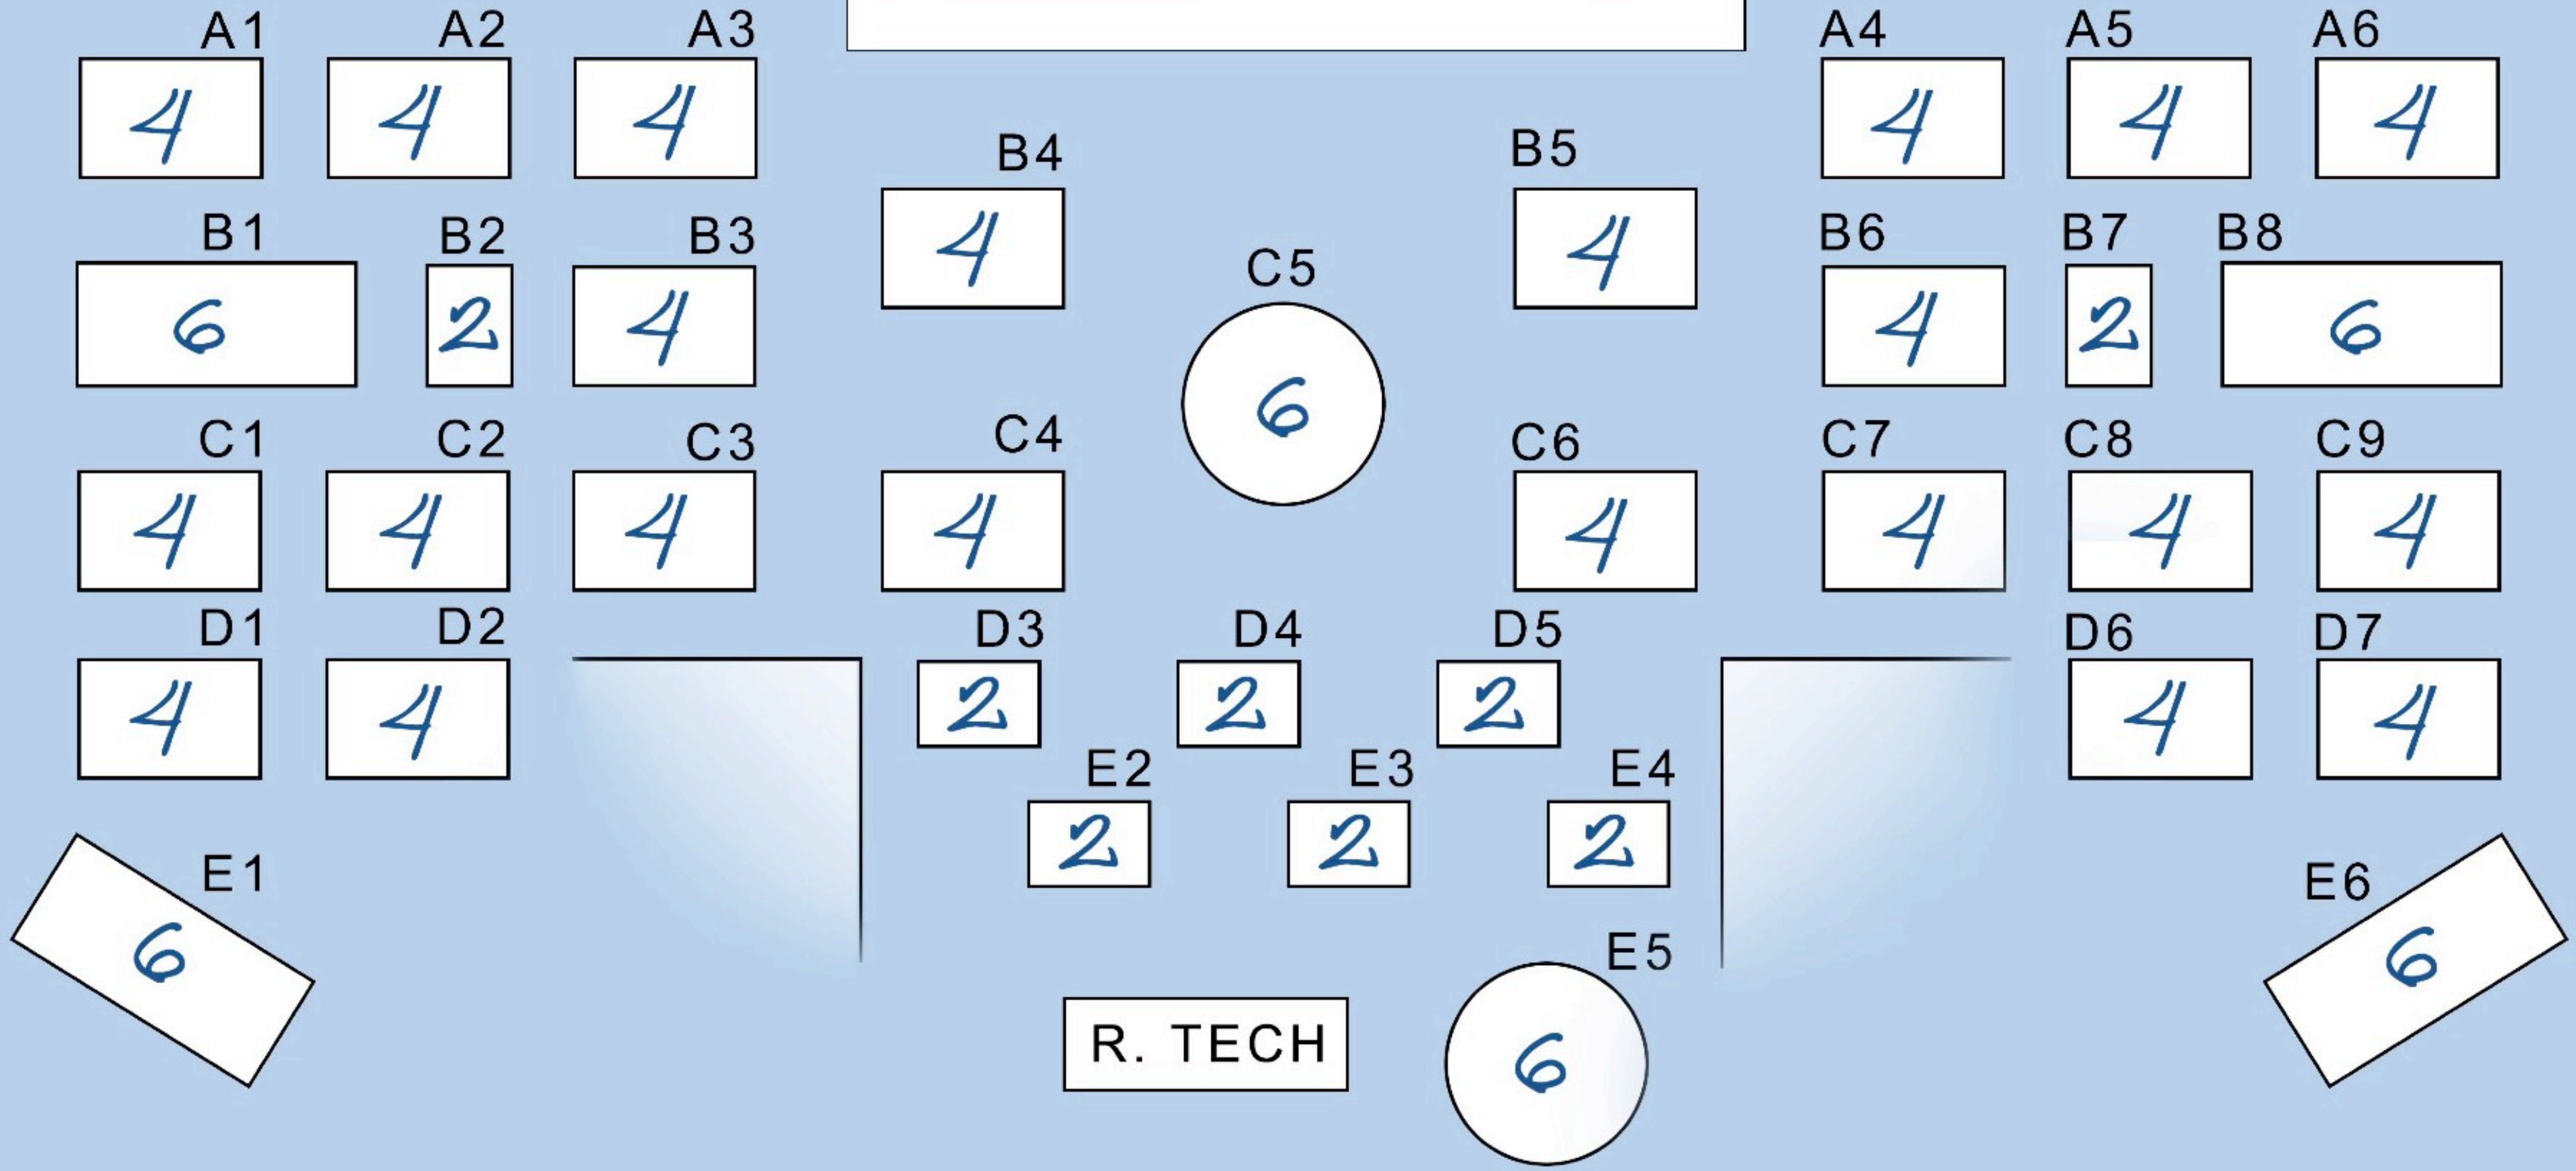 A1 A2 A3 A4 A5 A6
4 4 4 4 4 4
B4 B5
4 4
B1 B2 B3 B6 B7 B8
6 2 4 4 2 6
C5
6
C1 C2 C3 C4 C6 C7 C8 C9
4 4 4 4 4 4 4 4
D1 D2 D3 D4 D5 D6 D7
4 4 2 2 2 4 4
E2 E3 E4
2 2 2
E1 E6
6 6
E5
R. TECH 6